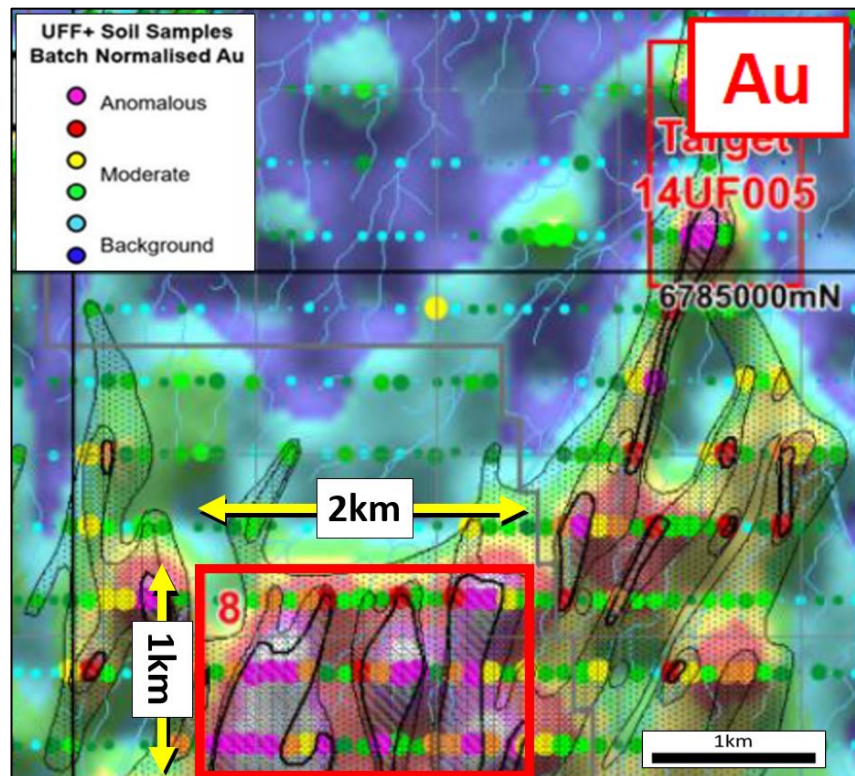 UFF+ Soil Samples
Batch Normalised Au
Anomalous
Moderate
Background
Au
Target
14UF005
6785000mN
2km
8
1km
1km